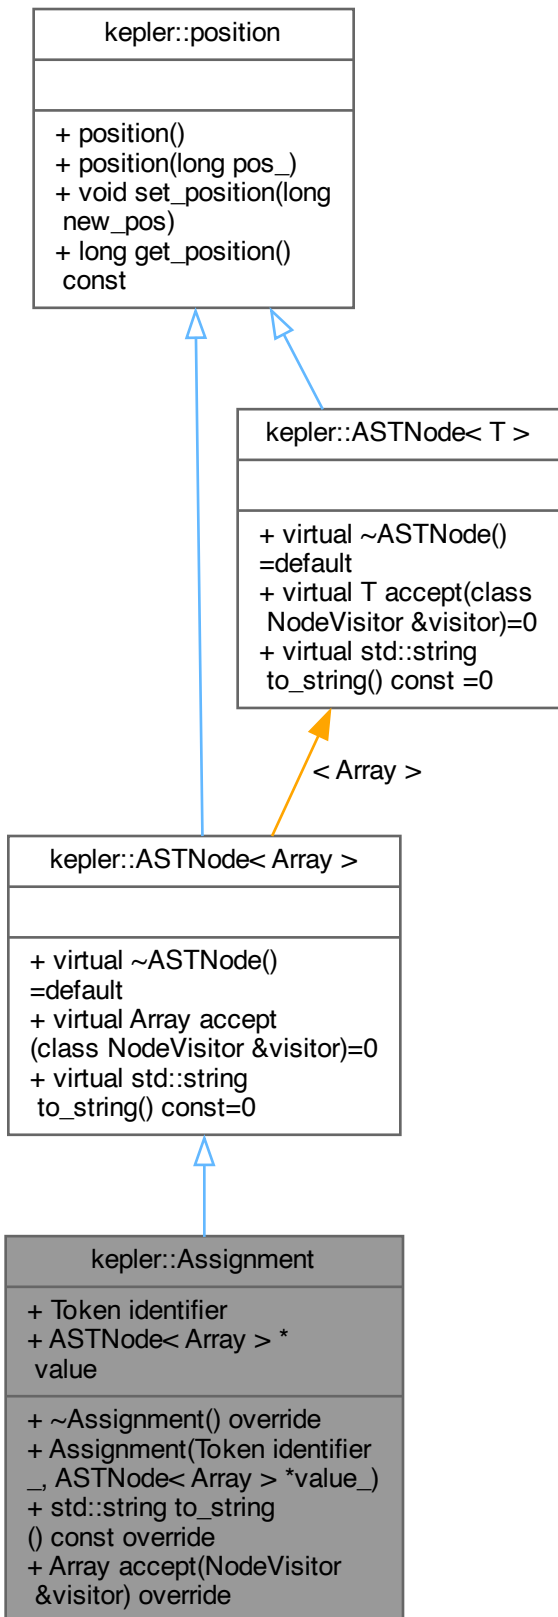 kepler::position
+ position()
+ position(long pos_)
+ void set_position(long
new_pos)
+ long get_position()
const
kepler::ASTNode< T >
+ virtual ~ASTNode()
=default
+ virtual T accept(class
NodeVisitor &visitor)=0
+ virtual std::string
to_string() const =0
< Array >
kepler::ASTNode< Array >
+ virtual ~ASTNode()
=default
+ virtual Array accept
(class NodeVisitor &visitor)=0
+ virtual std::string
to_string() const=0
kepler::Assignment
+ Token identifier
+ ASTNode< Array > *
value
+ ~Assignment() override
+ Assignment(Token identifier
_, ASTNode< Array > *value_)
+ std::string to_string
() const override
+ Array accept(NodeVisitor
&visitor) override